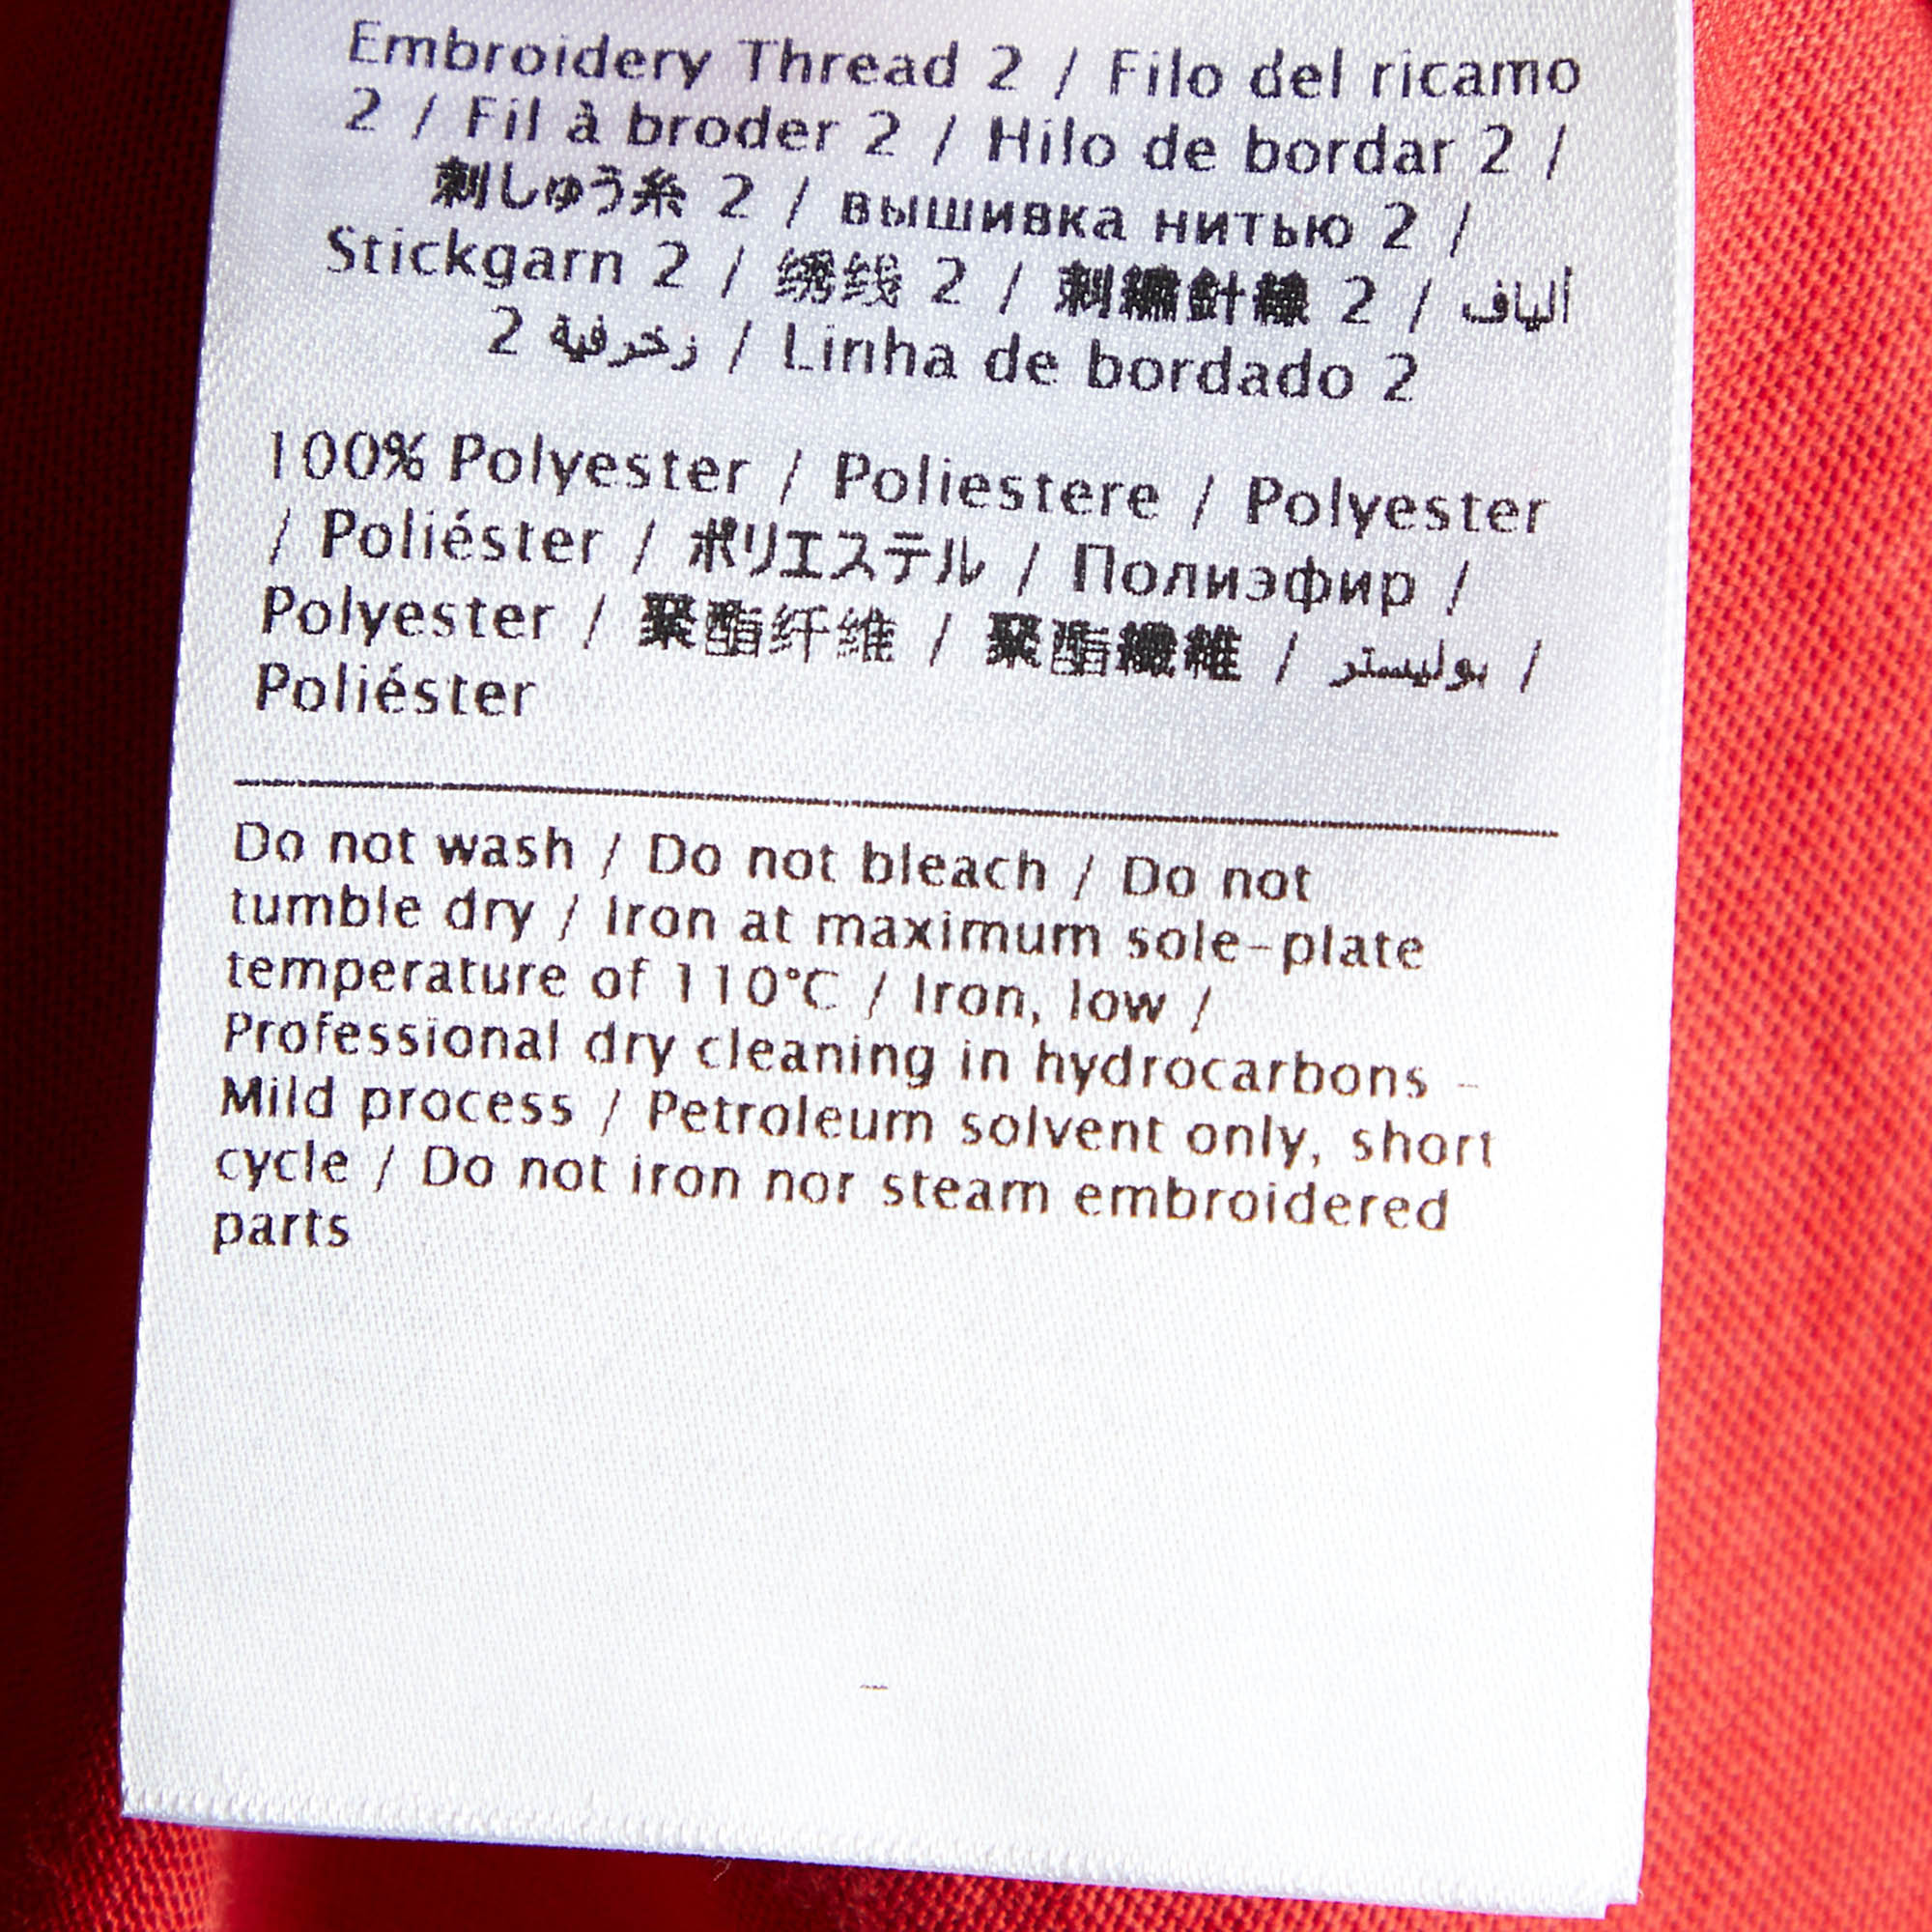 Embroidery Thread 2 / Filo del ricamo
2 / Fil à broder 2 / Hilo de bordar 2 /
刺しゅう糸 2 / вышивка нитью 2 /
Stickgarn 2 / 绣线 2 / 刺繡針線 2 / ألياف
زخرفية 2 / Linha de bordado 2
100% Polyester / Poliestere / Polyester
/ Poliéster / ポリエステル / Полиэфир /
Polyester / 聚酯纤维 / 聚酯纖維 / بوليستر /
Poliéster
Do not wash / Do not bleach / Do not
tumble dry / Iron at maximum sole-plate
temperature of 110°C / Iron, low /
Professional dry cleaning in hydrocarbons -
Mild process / Petroleum solvent only, short
cycle / Do not iron nor steam embroidered
parts